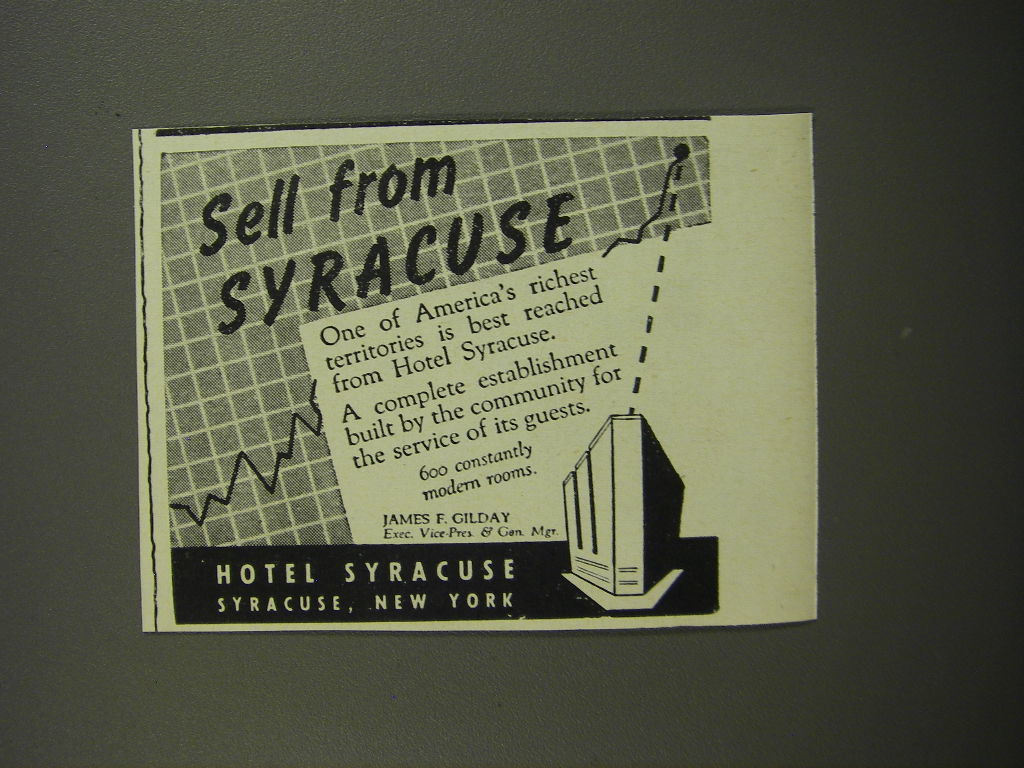 Sell from
SYRACUSE
One of America's richest
territories is best reached
from Hotel Syracuse.
A complete establishment
built by the community for
the service of its guests.
600 constantly
modern rooms.
JAMES F. GILDAY
Exec. Vice-Pres. & Gen. Mgr.
HOTEL SYRACUSE
SYRACUSE, NEW YORK